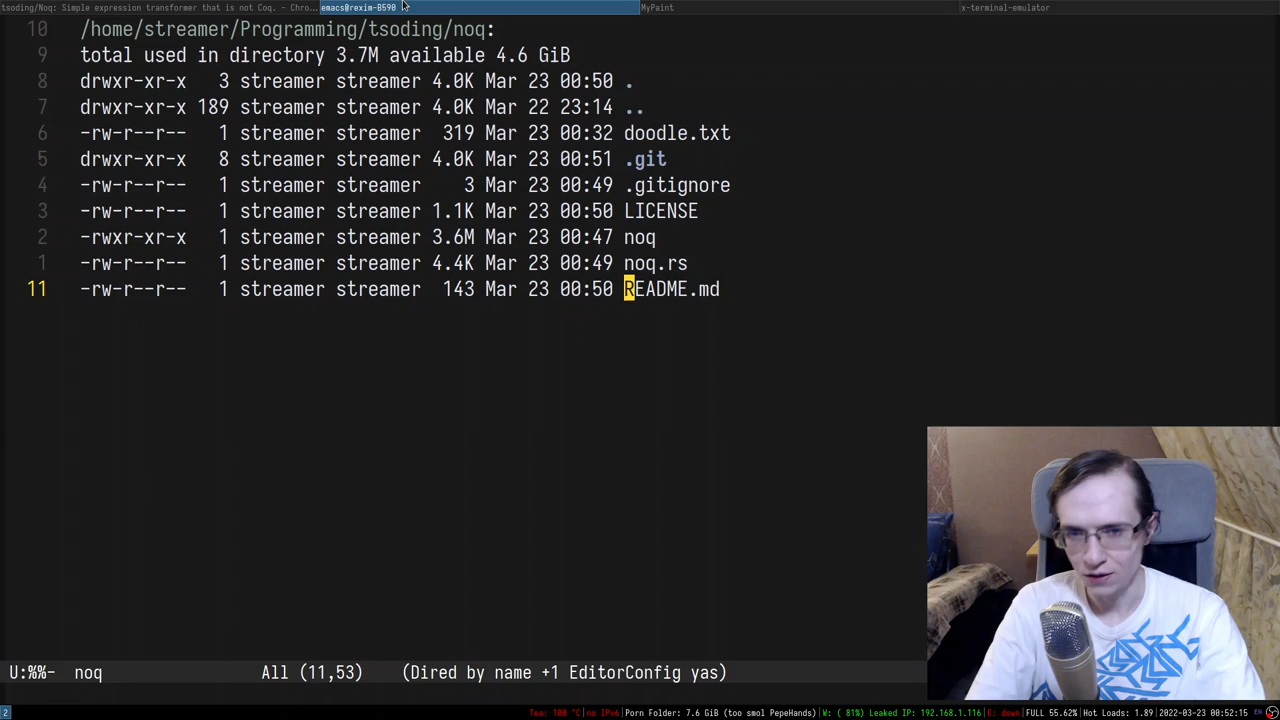 tsoding/Noq: Simple expression transformer that is not Coq. - Chro... emacs@rexim-B590 MyPaint x-terminal-emulator
10 /home/streamer/Programming/tsoding/noq:
9 total used in directory 3.7M available 4.6 GiB
8 drwxr-xr-x 3 streamer streamer 4.0K Mar 23 00:50 .
7 drwxr-xr-x 189 streamer streamer 4.0K Mar 22 23:14 ..
6 -rw-r--r-- 1 streamer streamer 319 Mar 23 00:32 doodle.txt
5 drwxr-xr-x 8 streamer streamer 4.0K Mar 23 00:51 .git
4 -rw-r--r-- 1 streamer streamer 3 Mar 23 00:49 .gitignore
3 -rw-r--r-- 1 streamer streamer 1.1K Mar 23 00:50 LICENSE
2 -rwxr-xr-x 1 streamer streamer 3.6M Mar 23 00:47 noq
1 -rw-r--r-- 1 streamer streamer 4.4K Mar 23 00:49 noq.rs
11 -rw-r--r-- 1 streamer streamer 143 Mar 23 00:50 README.md
U:%%- noq All (11,53) (Dired by name +1 EditorConfig yas)
2 Tea: 100 °C|no IPv6|Porn Folder: 7.6 GiB (too smol PepeHands)|W: ( 81%) Leaked IP: 192.168.1.116|E: down|FULL 55.62%|Hot Loads: 1.89|2022-03-23 00:52:15 EN